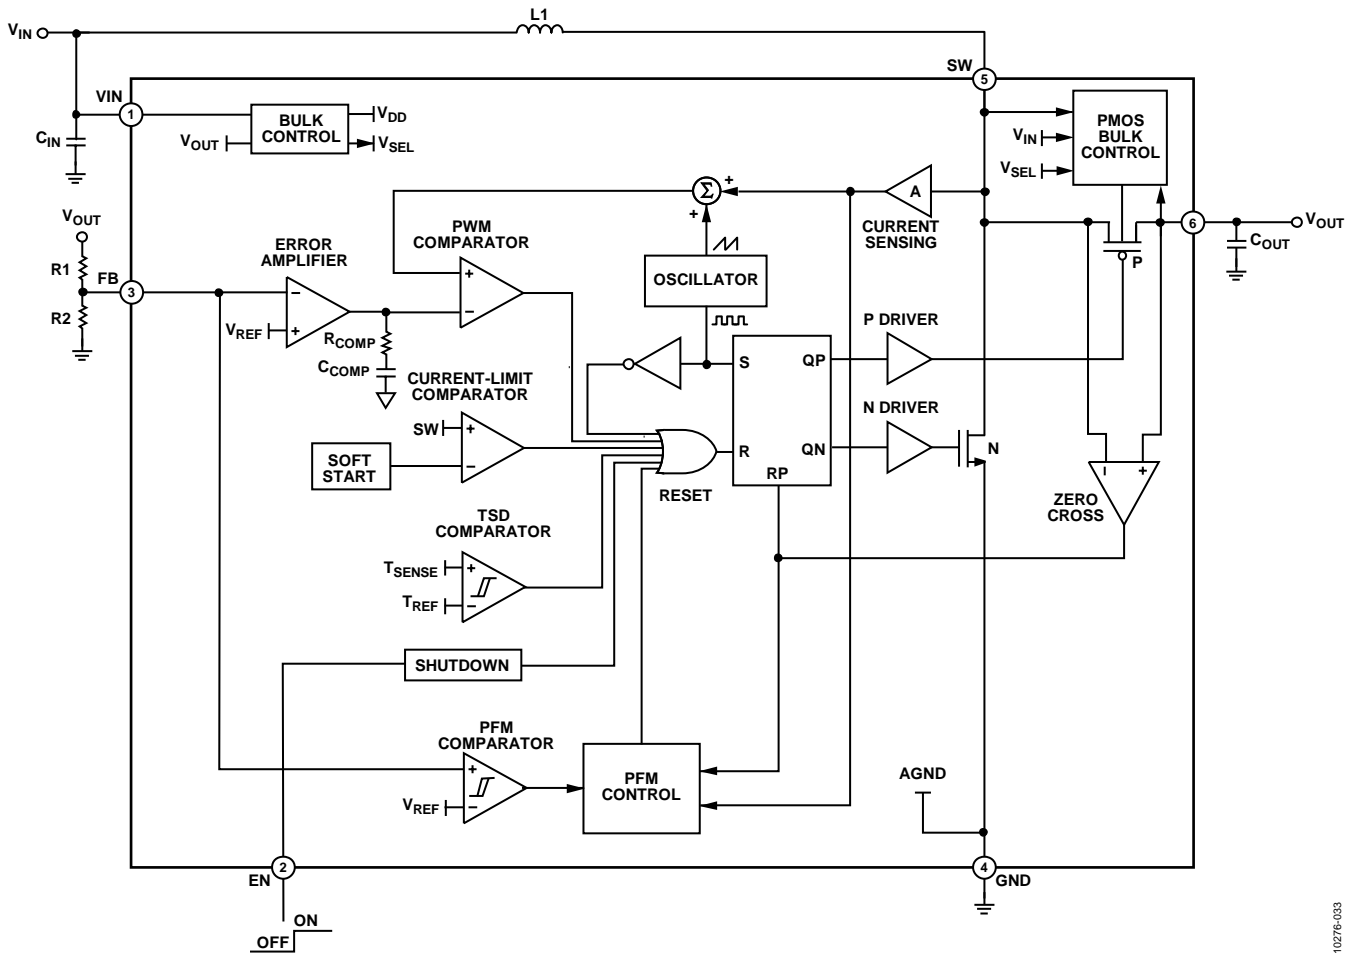 L1
VIN
SW
5
VIN
1
BULK
CONTROL
VDD
VOUT
VSEL
CIN
PMOS
BULK
CONTROL
VIN
VSEL
Σ
+
+
A
CURRENT
SENSING
6
VOUT
COUT
P
VOUT
R1
FB
3
R2
ERROR
AMPLIFIER
−
VREF
+
PWM
COMPARATOR
+
−
RCOMP
CCOMP
OSCILLATOR
P DRIVER
S
QP
CURRENT-LIMIT
COMPARATOR
SW
+
−
SOFT
START
N DRIVER
R
QN
RP
N
RESET
−
+
ZERO
CROSS
TSD
COMPARATOR
TSENSE
+
TREF
−
SHUTDOWN
PFM
COMPARATOR
+
VREF
−
PFM
CONTROL
AGND
2
EN
4
GND
ON
OFF
10276-033